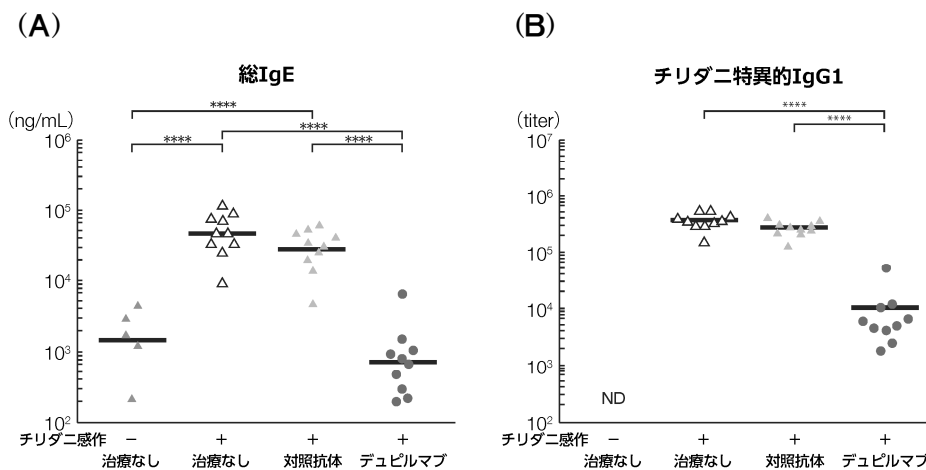 (A)
総IgE
(ng/mL)
****
****
****
****
10⁶
10⁵
10⁴
10³
10²
チリダニ感作 － ＋ ＋ ＋
治療なし 治療なし 対照抗体 デュピルマブ
(B)
チリダニ特異的IgG1
(titer)
****
****
10⁷
10⁶
10⁵
10⁴
10³
10²
ND
チリダニ感作 － ＋ ＋ ＋
治療なし 治療なし 対照抗体 デュピルマブ